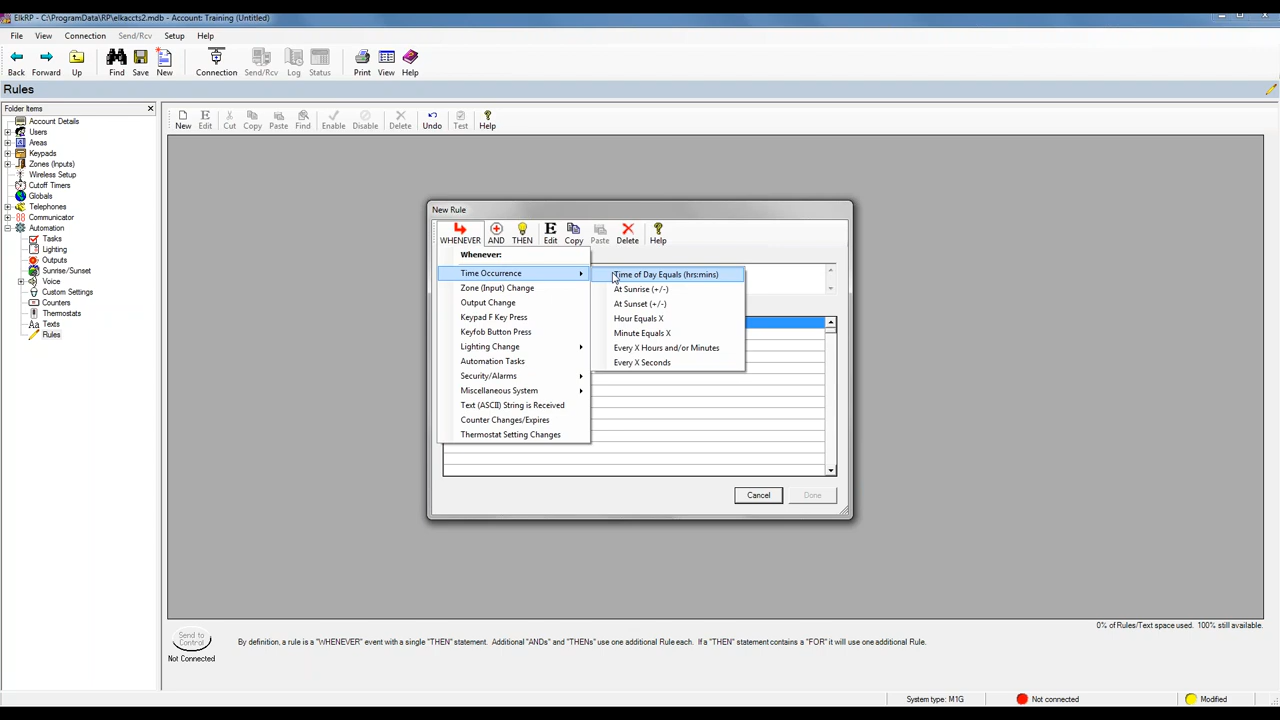 ElkRP - C:\ProgramData\RP\elkaccts2.mdb - Account: Training (Untitled)
File View Connection Send/Rcv Setup Help
Back Forward Up Find Save New Connection Send/Rcv Log Status Print View Help
Rules
Folder Items
Account Details
Users
Areas
Keypads
Zones (Inputs)
Wireless Setup
Cutoff Timers
Globals
Telephones
Communicator
Automation
Tasks
Lighting
Outputs
Sunrise/Sunset
Voice
Custom Settings
Counters
Thermostats
Texts
Rules
New Edit Cut Copy Paste Find Enable Disable Delete Undo Test Help
New Rule
WHENEVER AND THEN Edit Copy Paste Delete Help
Whenever:
Time Occurrence
Zone (Input) Change
Output Change
Keypad F Key Press
Keyfob Button Press
Lighting Change
Automation Tasks
Security/Alarms
Miscellaneous System
Text (ASCII) String is Received
Counter Changes/Expires
Thermostat Setting Changes
Time of Day Equals (hrs:mins)
At Sunrise (+/-)
At Sunset (+/-)
Hour Equals X
Minute Equals X
Every X Hours and/or Minutes
Every X Seconds
Cancel Done
0% of Rules/Text space used. 100% still available.
Send to
Control
Not Connected
By definition, a rule is a "WHENEVER" event with a single "THEN" statement. Additional "ANDs" and "THENs" use one additional Rule each. If a "THEN" statement contains a "FOR" it will use one additional Rule.
System type: M1G Not connected Modified